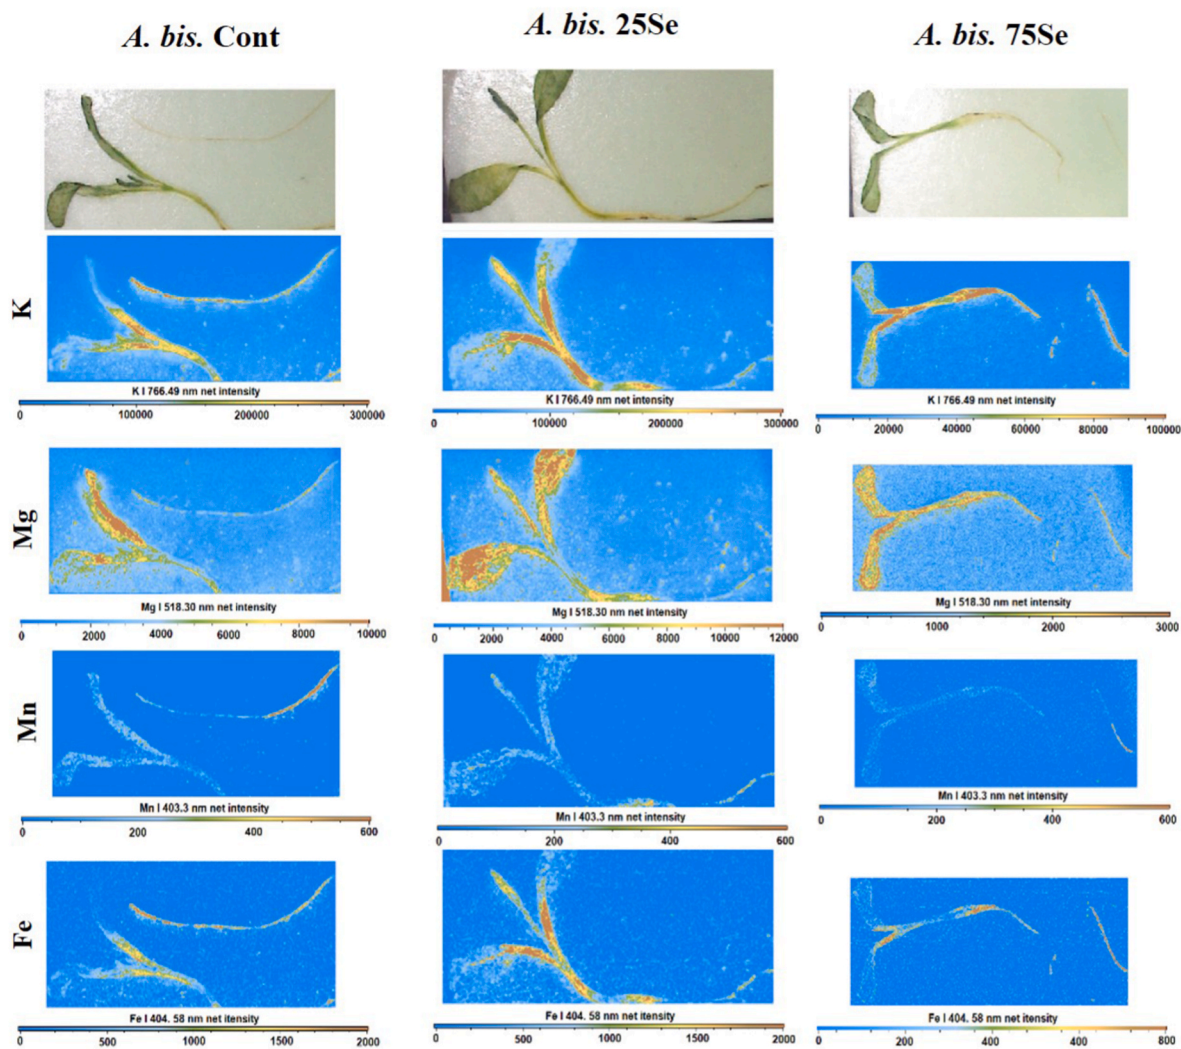 A. bis. Cont
A. bis. 25Se
A. bis. 75Se
K
K I 766.49 nm net intensity
0 100000 200000 300000
K I 766.49 nm net intensity
0 100000 200000 300000
K I 766.49 nm net intensity
0 20000 40000 60000 80000 100000
Mg
Mg I 518.30 nm net intensity
0 2000 4000 6000 8000 10000
Mg I 518.30 nm net intensity
0 2000 4000 6000 8000 10000 12000
Mg I 518.30 nm net intensity
0 1000 2000 3000
Mn
Mn I 403.3 nm net intensity
0 200 400 600
Mn I 403.3 nm net intensity
0 200 400 600
Mn I 403.3 nm net intensity
0 200 400 600
Fe
Fe I 404. 58 nm net itensity
0 500 1000 1500 2000
Fe I 404. 58 nm net itensity
0 500 1000 1500 2000
Fe I 404. 58 nm net itensity
0 200 400 600 800